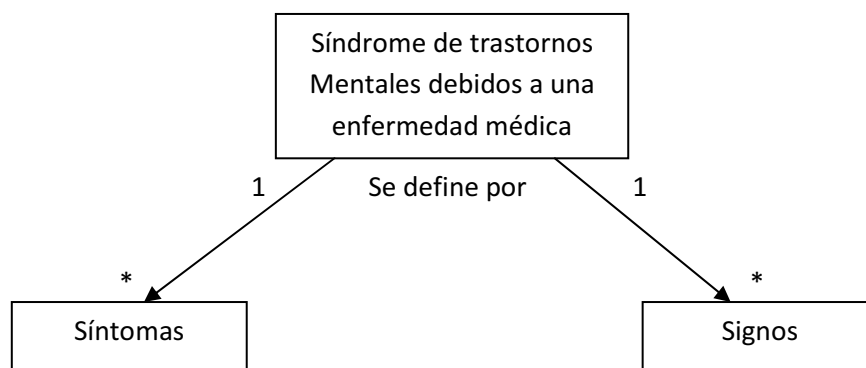 Síndrome de trastornos
Mentales debidos a una
enfermedad médica
1 Se define por 1
* *
Síntomas Signos